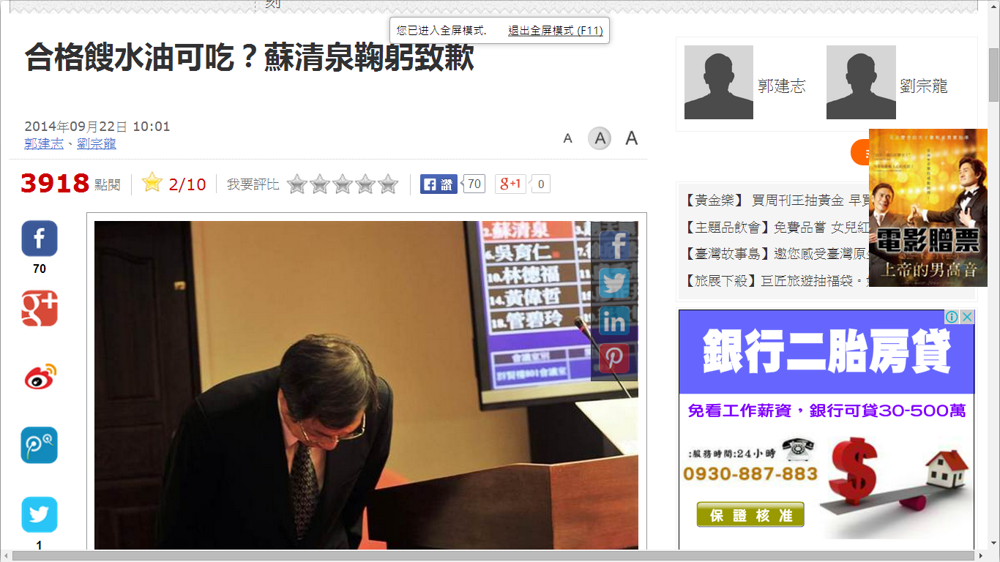 刻
您已进入全屏模式.
退出全屏模式 (F11)
合格餿水油可吃？蘇清泉鞠躬致歉
2014年09月22日 10:01
郭建志、劉宗龍
A A A
3918 點閱
2/10
我要評比
讚 70
g+1 0
70
1
2.蘇清泉
6.吳育仁
10.林德福
14.黃偉哲
18.管碧玲
會議室別
群賢樓801會議室
郭建志
劉宗龍
【黃金樂】 買周刊王抽黃金 早買
【主題品飲會】免費品嘗 女兒紅
【臺灣故事島】邀您感受臺灣原生
【旅展下殺】巨匠旅遊抽福袋。
電影贈票
上帝的男高音
銀行二胎房貸
免看工作薪資，銀行可貸30-500萬
:服務時間:24小時
0930-887-883
保證核准